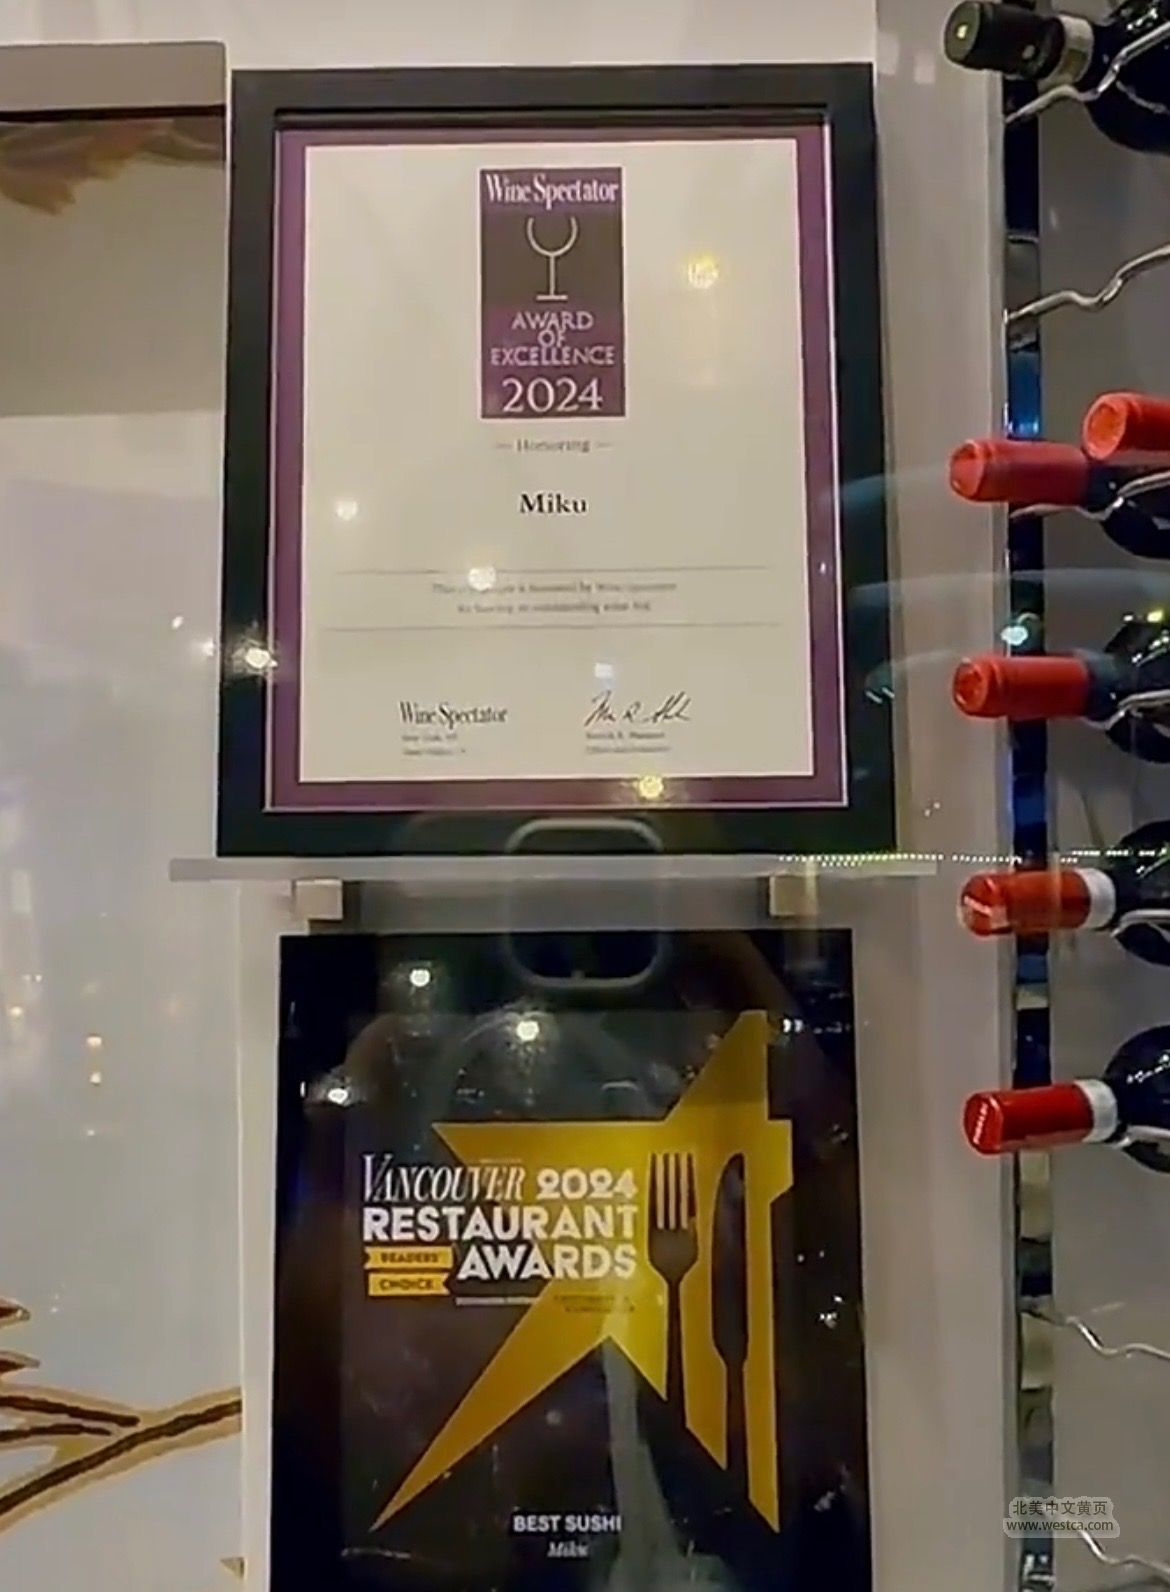 Wine Spectator
AWARD
OF
EXCELLENCE
2024
Honoring
Miku
Wine Spectator
VANCOUVER 2024
RESTAURANT
READERS'
CHOICE
AWARDS
BEST SUSHI
Miku
北美中文黄页
www.westca.com